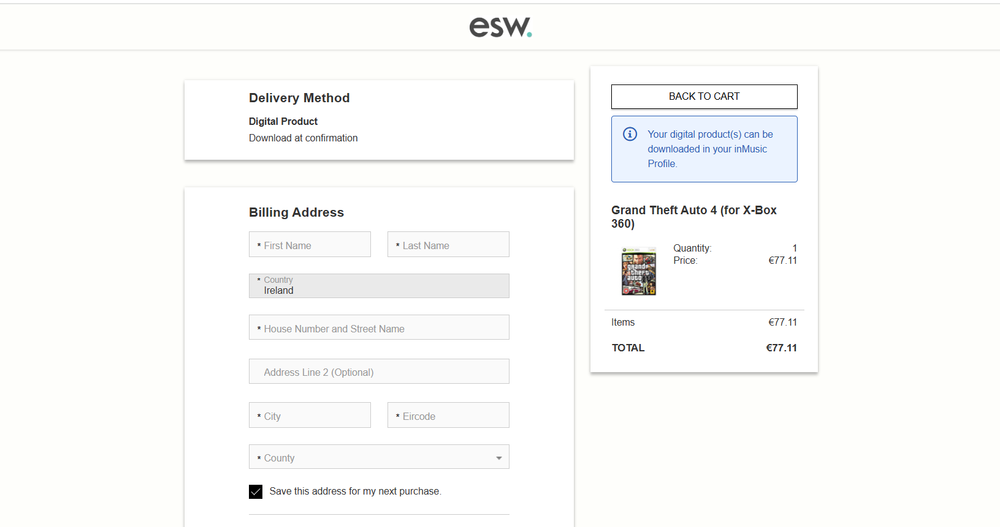 esw.
Delivery Method
Digital Product
Download at confirmation
Billing Address
* First Name
* Last Name
* Country
Ireland
* House Number and Street Name
Address Line 2 (Optional)
* City
* Eircode
* County
Save this address for my next purchase.
BACK TO CART
Your digital product(s) can be
downloaded in your inMusic
Profile.
Grand Theft Auto 4 (for X-Box
360)
grand
theft
auto IV
Quantity: 1
Price: €77.11
Items €77.11
TOTAL €77.11